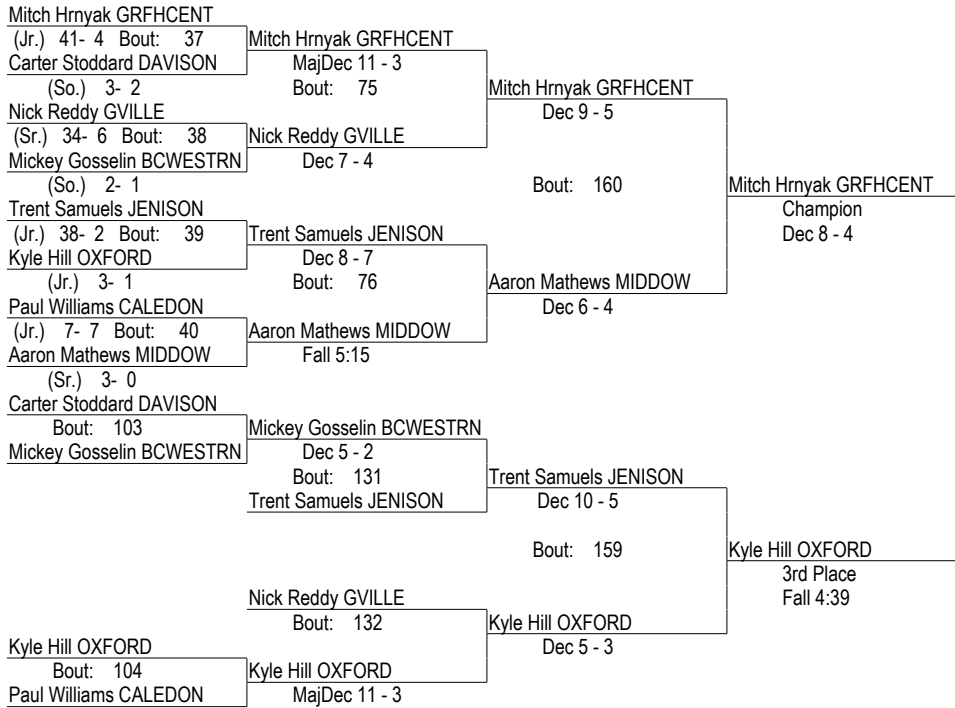 Mitch Hrnyak GRFHCENT
(Jr.) 41- 4 Bout: 37 Mitch Hrnyak GRFHCENT
Carter Stoddard DAVISON MajDec 11 - 3
(So.) 3- 2 Bout: 75 Mitch Hrnyak GRFHCENT
Nick Reddy GVILLE Dec 9 - 5
(Sr.) 34- 6 Bout: 38 Nick Reddy GVILLE
Mickey Gosselin BCWESTRN Dec 7 - 4
(So.) 2- 1 Bout: 160 Mitch Hrnyak GRFHCENT
Trent Samuels JENISON Champion
(Jr.) 38- 2 Bout: 39 Trent Samuels JENISON Dec 8 - 4
Kyle Hill OXFORD Dec 8 - 7
(Jr.) 3- 1 Bout: 76 Aaron Mathews MIDDOW
Paul Williams CALEDON Dec 6 - 4
(Jr.) 7- 7 Bout: 40 Aaron Mathews MIDDOW
Aaron Mathews MIDDOW Fall 5:15
(Sr.) 3- 0
Carter Stoddard DAVISON
Bout: 103 Mickey Gosselin BCWESTRN
Mickey Gosselin BCWESTRN Dec 5 - 2
Bout: 131 Trent Samuels JENISON
Trent Samuels JENISON Dec 10 - 5
Bout: 159 Kyle Hill OXFORD
3rd Place
Nick Reddy GVILLE Fall 4:39
Bout: 132 Kyle Hill OXFORD
Kyle Hill OXFORD Dec 5 - 3
Bout: 104 Kyle Hill OXFORD
Paul Williams CALEDON MajDec 11 - 3